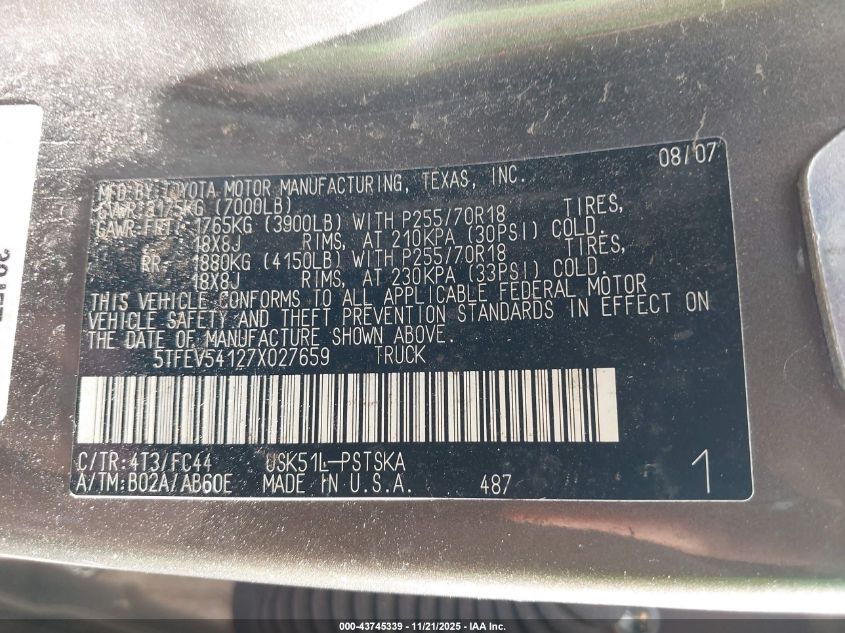 08/07
MFD BY: TOYOTA MOTOR MANUFACTURING, TEXAS, INC.
GVWR: 3175KG (7000LB)
GAWR-FRT: 1765KG (3900LB) WITH P255/70R18 TIRES,
18X8J RIMS, AT 210KPA (30PSI) COLD.
RR- 1880KG (4150LB) WITH P255/70R18 TIRES,
18X8J RIMS, AT 230KPA (33PSI) COLD.
THIS VEHICLE CONFORMS TO ALL APPLICABLE FEDERAL MOTOR
VEHICLE SAFETY AND THEFT PREVENTION STANDARDS IN EFFECT ON
THE DATE OF MANUFACTURE SHOWN ABOVE.
5TFEV54127X027659 TRUCK
C/TR: 4T3/FC44 USK51L-PSTSKA
A/TM: B02A/AB60E MADE IN U.S.A. 487 1
000-43745339 - 11/21/2025 - IAA Inc.